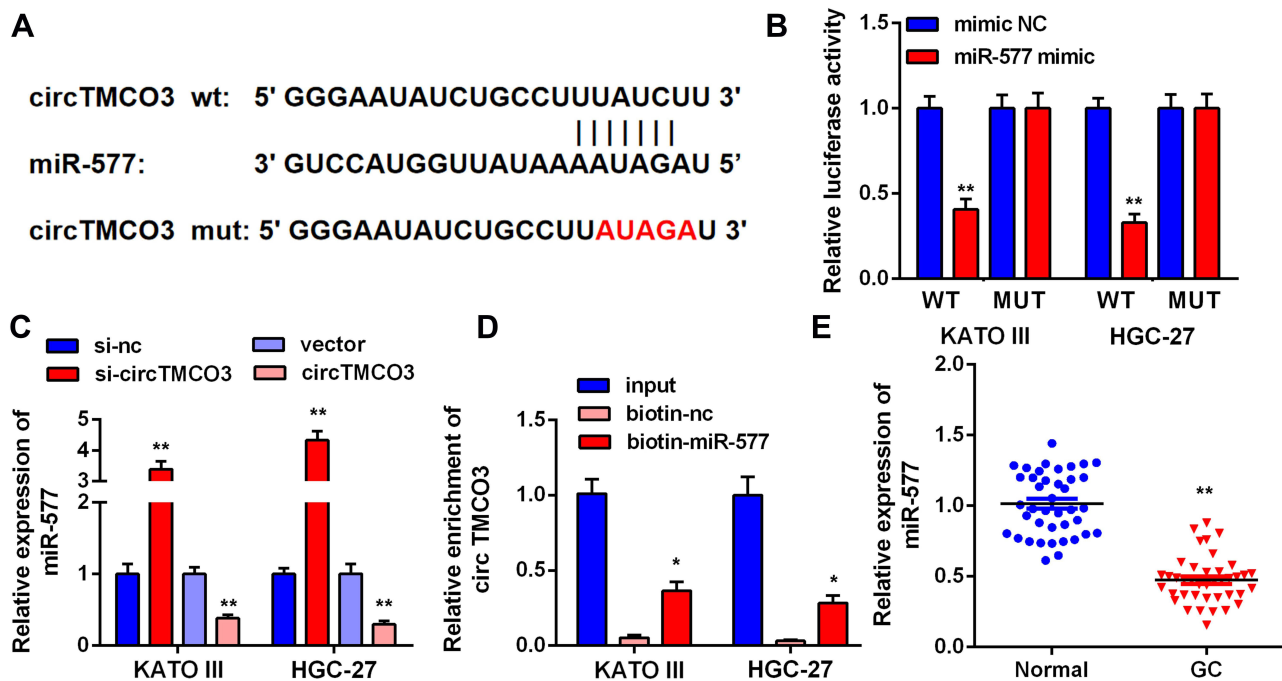 A
circTMCO3 wt: 5' GGGAAUAUCUGCCUUUAUCUU 3'
miR-577: 3' GUCCAUGGUUAUAAAAUAGAU 5’
circTMCO3 mut: 5' GGGAAUAUCUGCCUUAUAGAU 3'
B
mimic NC
miR-577 mimic
Relative luciferase activity
1.5
1.0
0.5
0.0
**
**
WT MUT WT MUT
KATO III HGC-27
C
si-nc
si-circTMCO3
vector
circTMCO3
Relative expression of
miR-577
5
4
3
2
1
0
**
**
**
**
KATO III HGC-27
D
input
biotin-nc
biotin-miR-577
Relative enrichment of
circ TMCO3
1.5
1.0
0.5
0.0
*
*
KATO III HGC-27
E
Relative expression of
miR-577
2.0
1.5
1.0
0.5
0.0
**
Normal GC